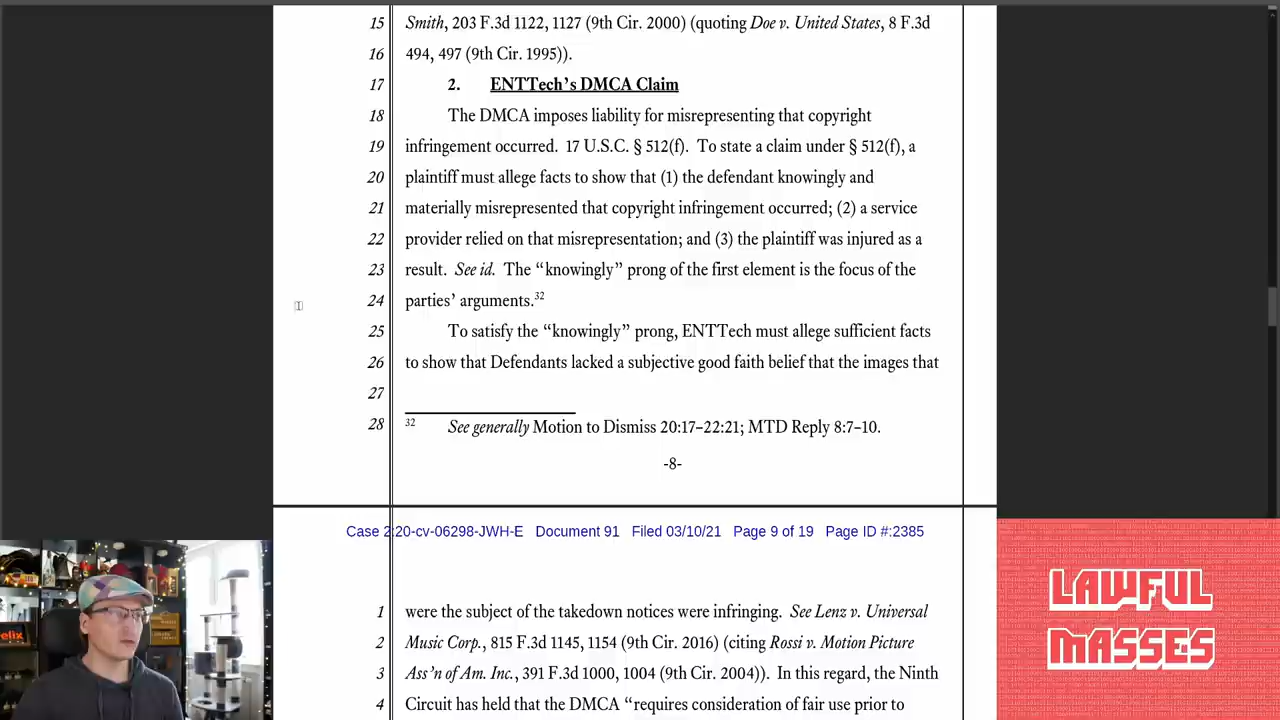 15 Smith, 203 F.3d 1122, 1127 (9th Cir. 2000) (quoting Doe v. United States, 8 F.3d
16 494, 497 (9th Cir. 1995)).
17 2. ENTTech’s DMCA Claim
18 The DMCA imposes liability for misrepresenting that copyright
19 infringement occurred. 17 U.S.C. § 512(f). To state a claim under § 512(f), a
20 plaintiff must allege facts to show that (1) the defendant knowingly and
21 materially misrepresented that copyright infringement occurred; (2) a service
22 provider relied on that misrepresentation; and (3) the plaintiff was injured as a
23 result. See id. The “knowingly” prong of the first element is the focus of the
24 parties’ arguments.32
25 To satisfy the “knowingly” prong, ENTTech must allege sufficient facts
26 to show that Defendants lacked a subjective good faith belief that the images that
27
28 32 See generally Motion to Dismiss 20:17–22:21; MTD Reply 8:7–10.
-8-
Case 2:20-cv-06298-JWH-E Document 91 Filed 03/10/21 Page 9 of 19 Page ID #:2385
1 were the subject of the takedown notices were infringing. See Lenz v. Universal
2 Music Corp., 815 F.3d 1145, 1154 (9th Cir. 2016) (citing Rossi v. Motion Picture
3 Ass’n of Am. Inc., 391 F.3d 1000, 1004 (9th Cir. 2004)). In this regard, the Ninth
4 Circuit has held that the DMCA “requires consideration of fair use prior to
LAWFUL
MASSES
elix